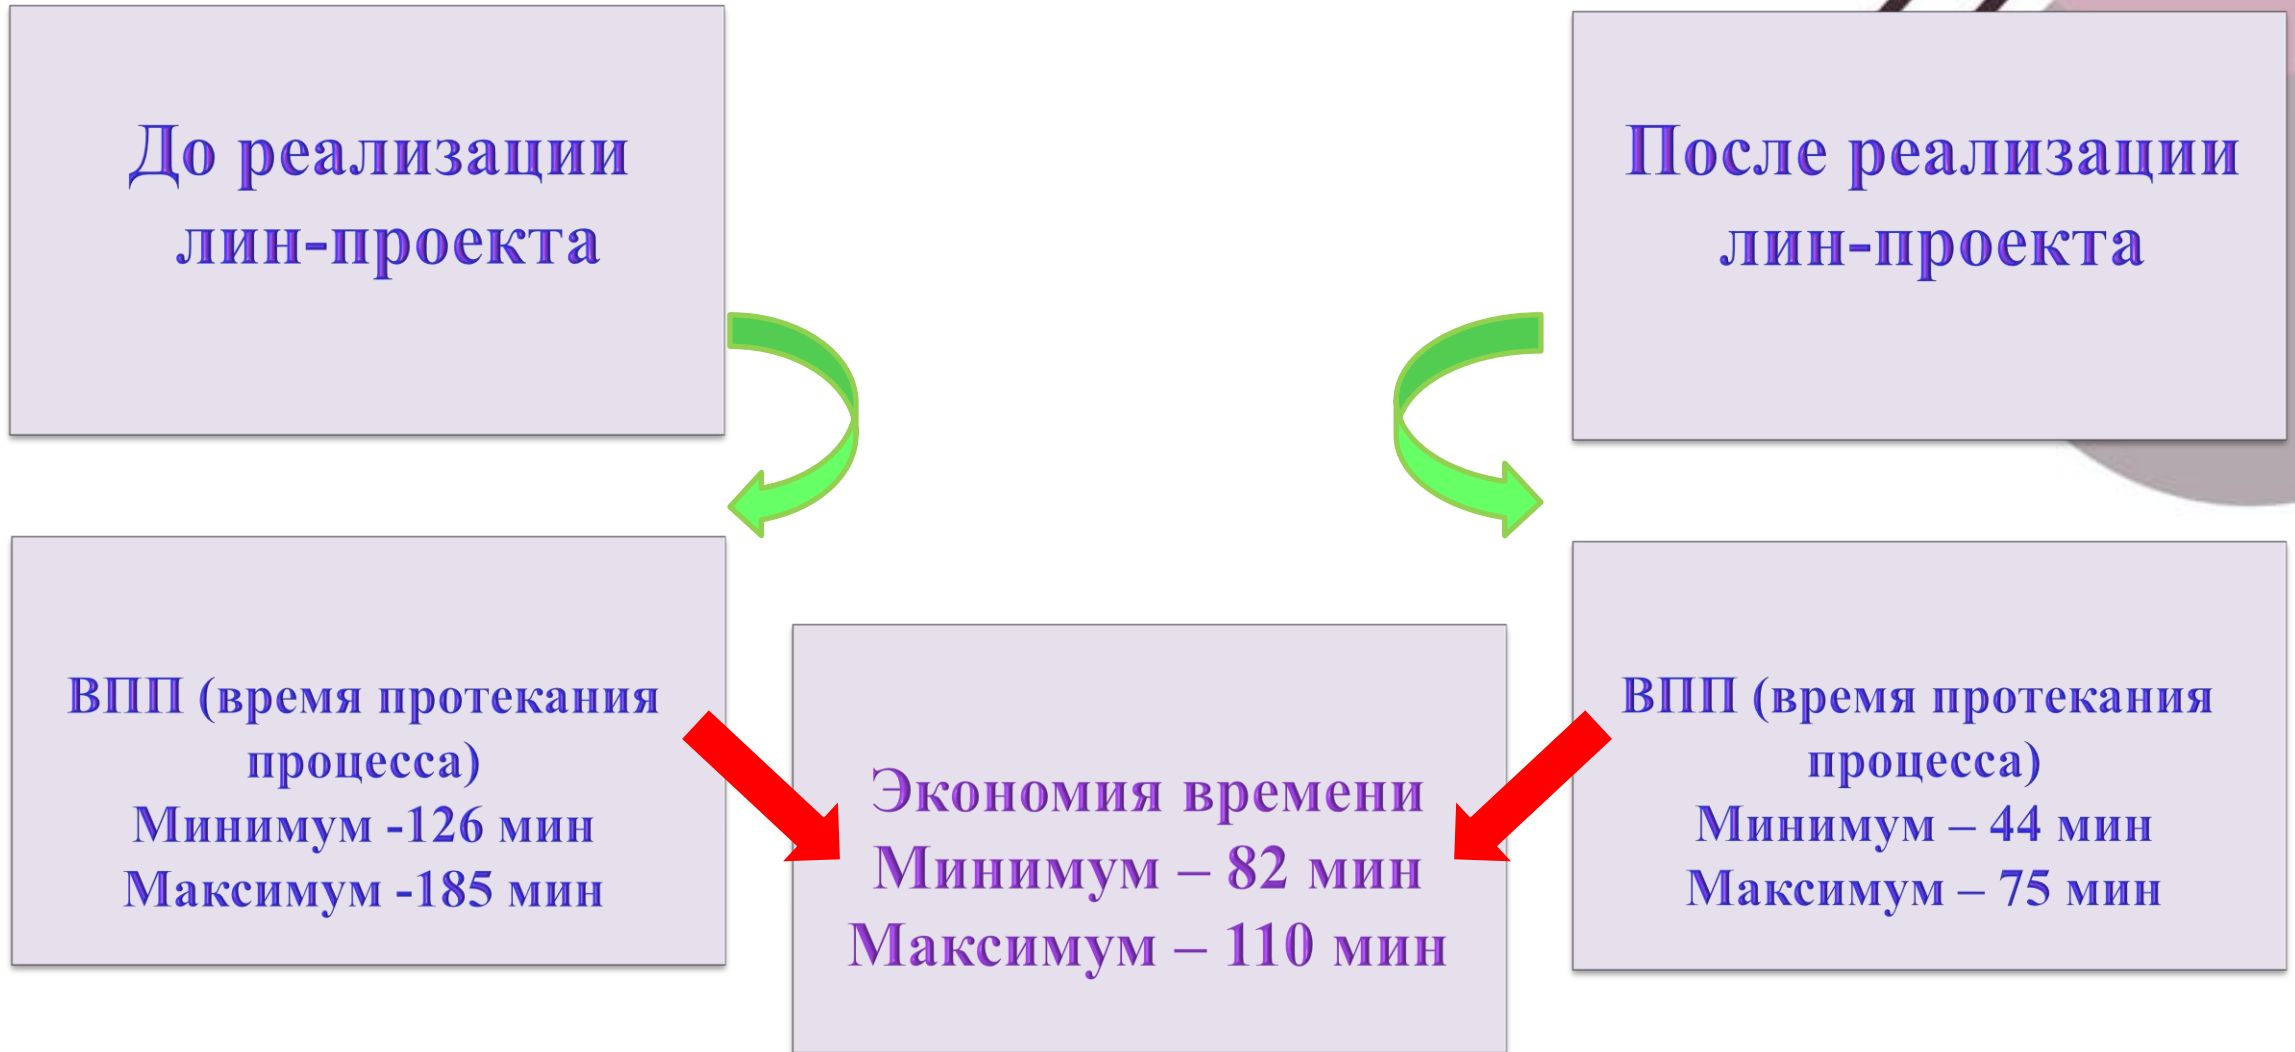 До реализации
лин-проекта
После реализации
лин-проекта
ВПП (время протекания
процесса)
Минимум -126 мин
Максимум -185 мин
Экономия времени
Минимум – 82 мин
Максимум – 110 мин
ВПП (время протекания
процесса)
Минимум – 44 мин
Максимум – 75 мин